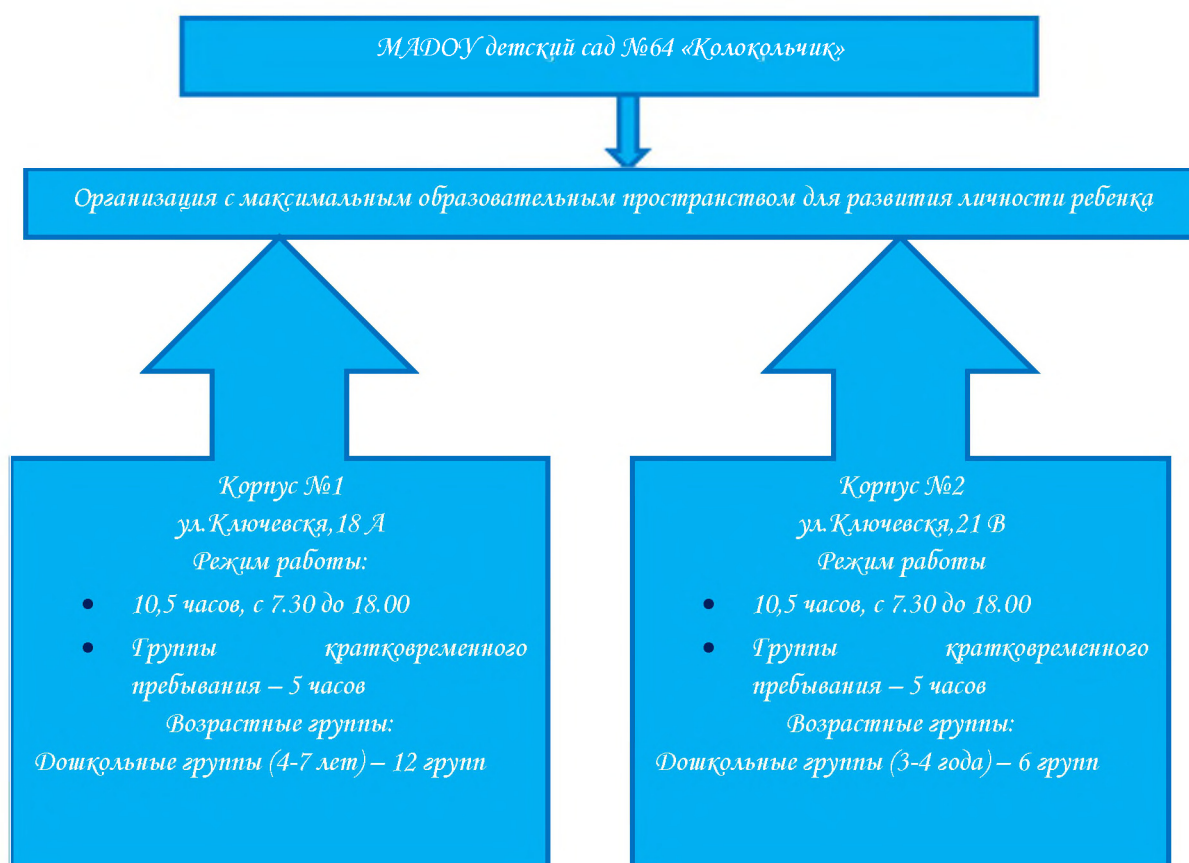 МАДОУ детский сад №64 «Колокольчик»
Организация с максимальным образовательным пространством для развития личности ребенка
Корпус №1
ул.Ключевскя,18 А
Режим работы:
• 10,5 часов, с 7.30 до 18.00
• Группы кратковременного
пребывания – 5 часов
Возрастные группы:
Дошкольные группы (4-7 лет) – 12 групп
Корпус №2
ул.Ключевскя,21 В
Режим работы
• 10,5 часов, с 7.30 до 18.00
• Группы кратковременного
пребывания – 5 часов
Возрастные группы:
Дошкольные группы (3-4 года) – 6 групп